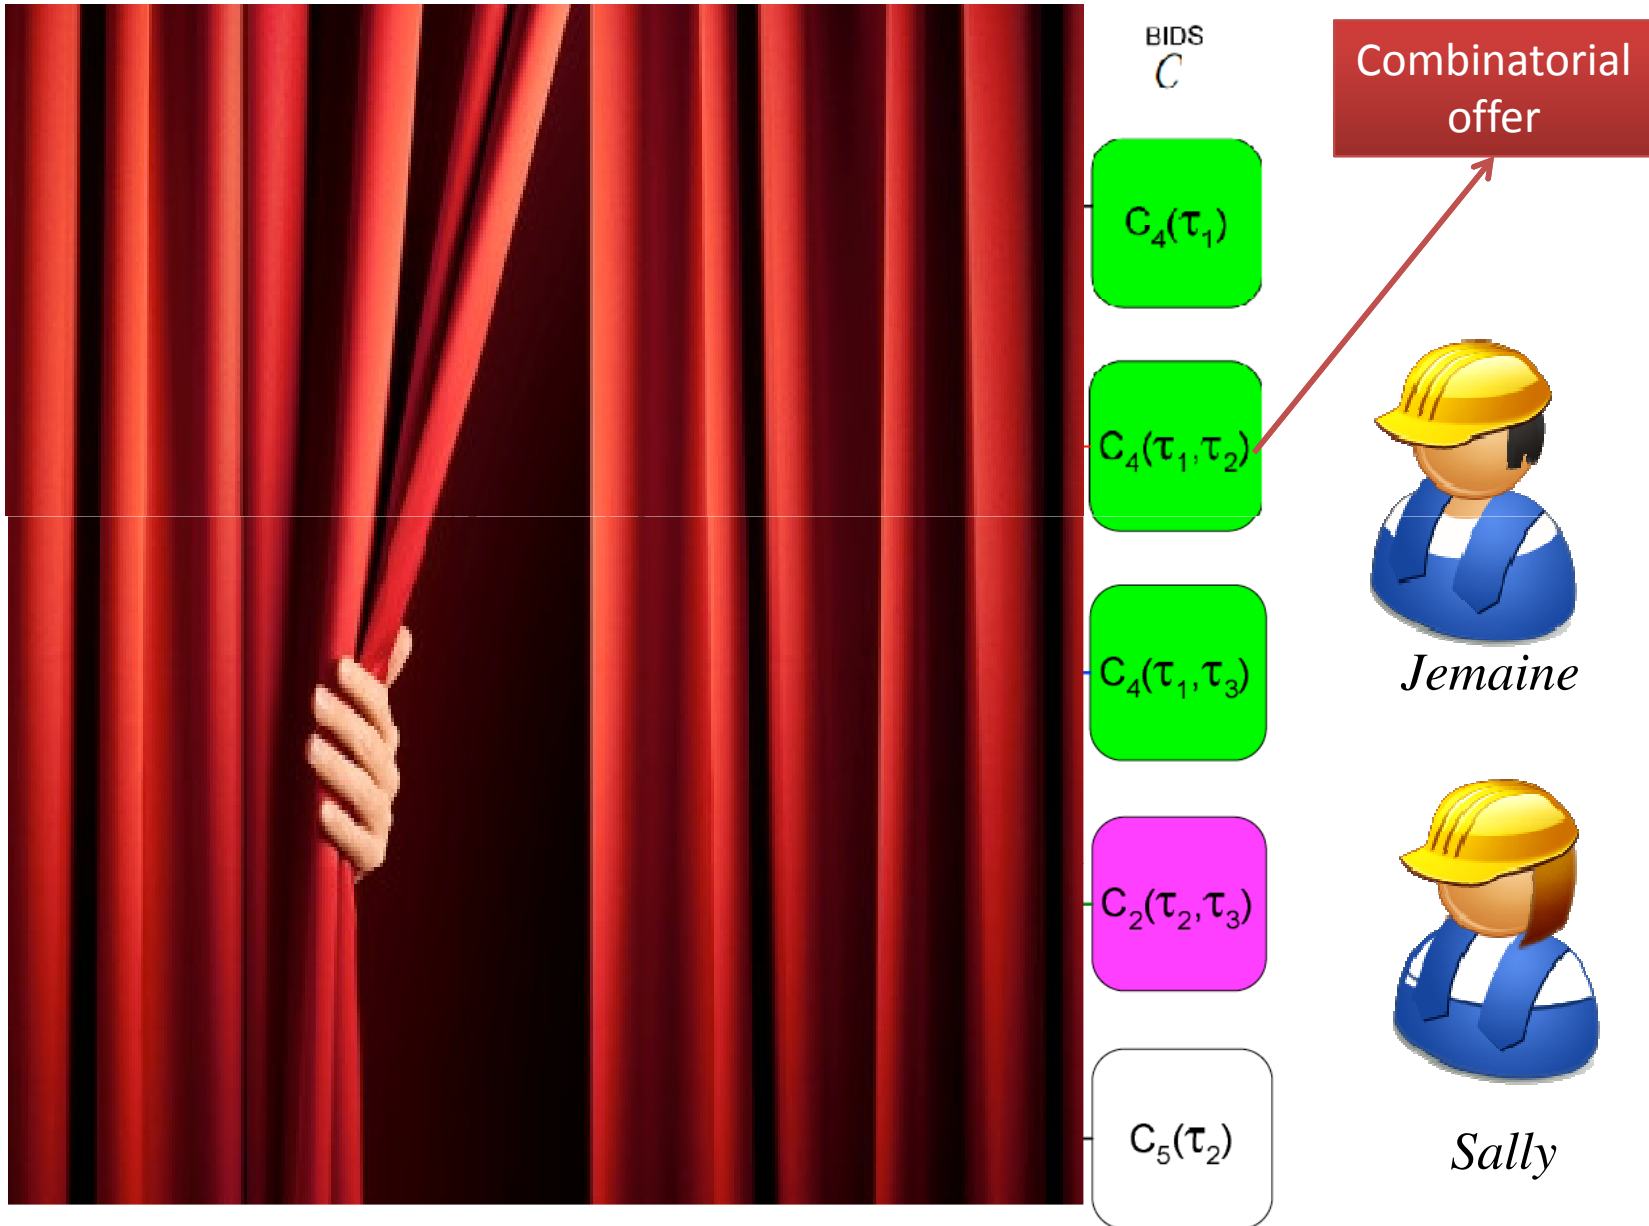 BIDS
C
Combinatorial
offer
C₄(τ₁)
C₄(τ₁,τ₂)
C₄(τ₁,τ₃)
Jemaine
C₂(τ₂,τ₃)
C₅(τ₂)
Sally